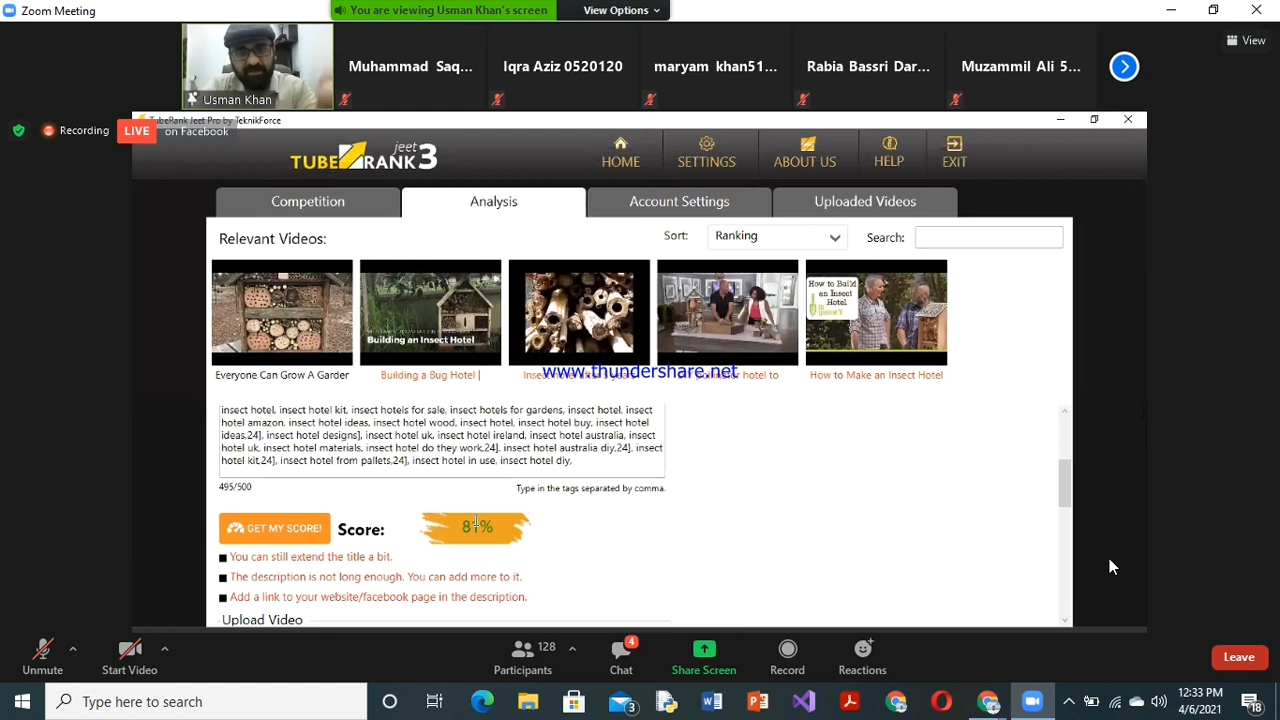 Zoom Meeting
You are viewing Usman Khan's screen
View Options
View
Usman Khan
Muhammad Saq...
Iqra Aziz 0520120
maryam khan51...
Rabia Bassri Dar...
Muzammil Ali 5...
Recording
LIVE
on Facebook
TubeRank Jeet Pro by TeknikForce
TUBE RANK jeet 3
HOME
SETTINGS
ABOUT US
HELP
EXIT
Competition
Analysis
Account Settings
Uploaded Videos
Relevant Videos:
Sort:
Ranking
Search:
Building an Insect Hotel
How to Build
an Insect
Hotel
www.thundershare.net
Everyone Can Grow A Garden
Building a Bug Hotel |
hotel to
How to Make an Insect Hotel
insect hotel, insect hotel kit, insect hotels for sale, insect hotels for gardens, insect hotel, insect
hotel amazon, insect hotel ideas, insect hotel wood, insect hotel, insect hotel buy, insect hotel
ideas,24], insect hotel designs], insect hotel uk, insect hotel ireland, insect hotel australia, insect
hotel uk, insect hotel materials, insect hotel do they work,24], insect hotel australia diy,24], insect
hotel kit,24], insect hotel from pallets,24], insect hotel in use, insect hotel diy,
495/500
Type in the tags separated by comma.
GET MY SCORE!
Score:
You can still extend the title a bit.
The description is not long enough. You can add more to it.
Add a link to your website/facebook page in the description.
Upload Video
Unmute
Start Video
128
Participants
4
Chat
Share Screen
Record
Reactions
Leave
Type here to search
3
12:33 PM
4/6/2021
18